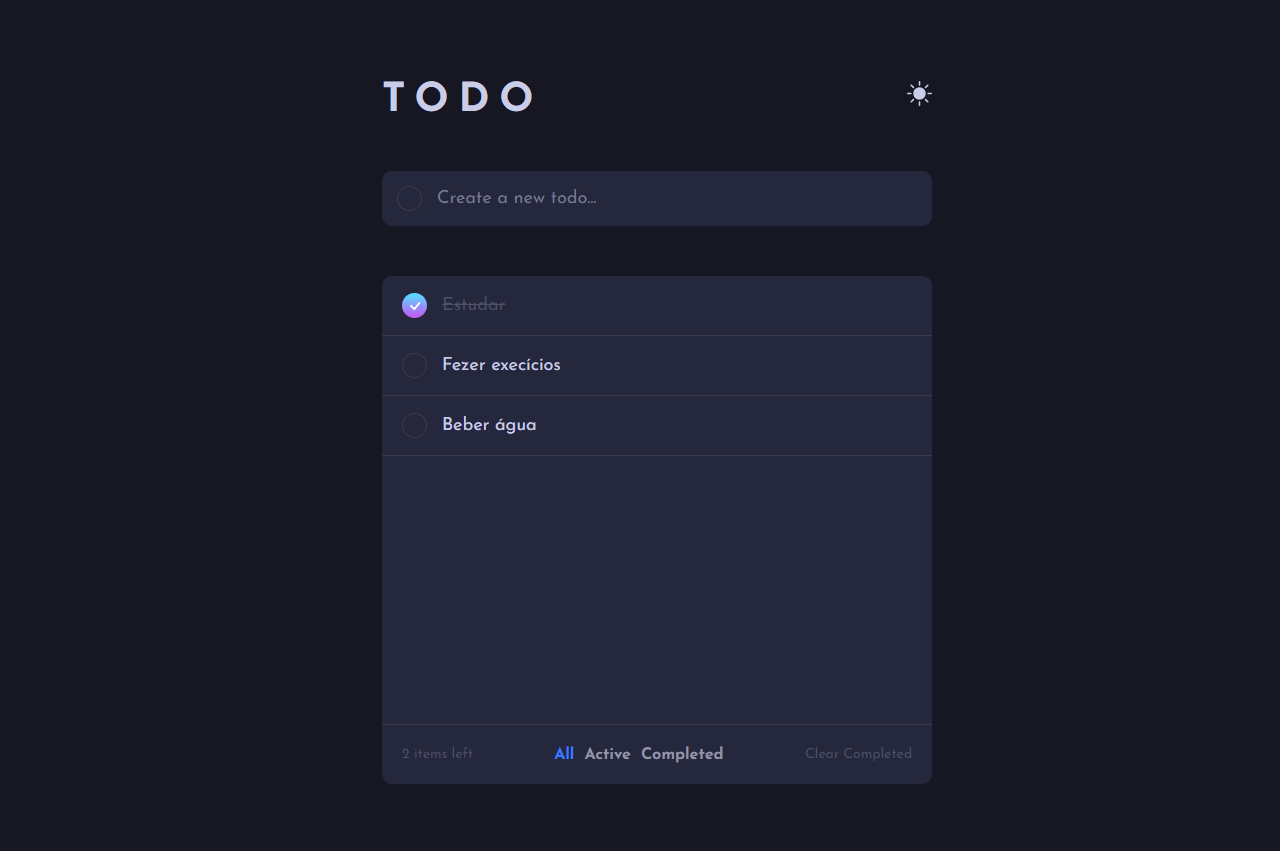 TODO
Create a new todo...
Estudar
Fezer execícios
Beber água
2 items left All Active Completed Clear Completed